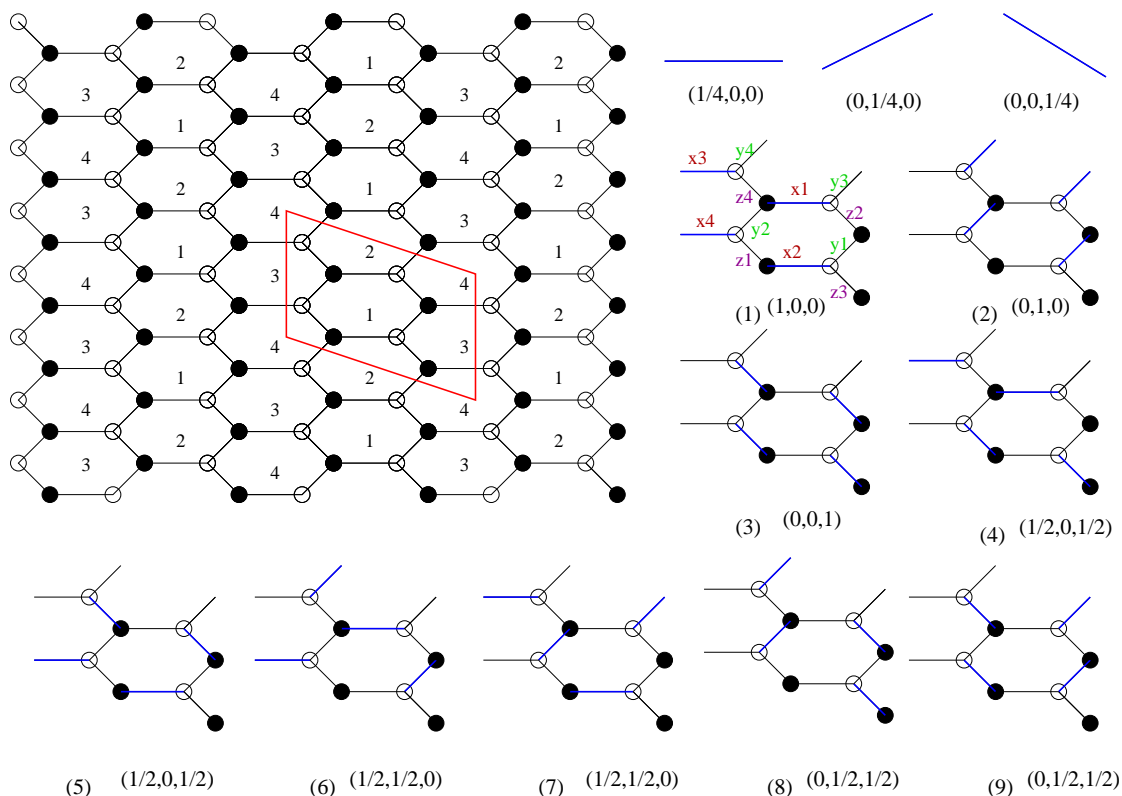 2 1 2
3 4 3
1 2 1
4 3 4
2 1 2
3 4 3
1 2 1
4 3 4
2 1 2
3 4 3
1 2 1
4 3 4
2 1 2
3 4 3
(1/4,0,0)
(0,1/4,0)
(0,0,1/4)
x3 y4 x1 y3
z4 z2
x4 y2 y1
z1 x2 z3
(1) (1,0,0)
(2) (0,1,0)
(3) (0,0,1)
(4) (1/2,0,1/2)
(5) (1/2,0,1/2)
(6) (1/2,1/2,0)
(7) (1/2,1/2,0)
(8) (0,1/2,1/2)
(9) (0,1/2,1/2)